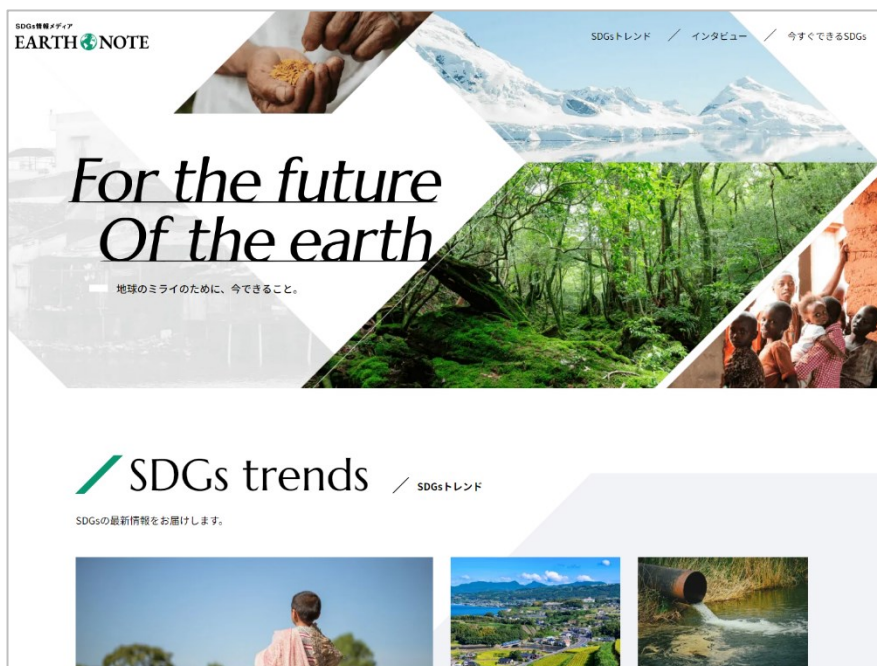 SDGs情報メディア
EARTH NOTE
SDGsトレンド ／ インタビュー ／ 今すぐできるSDGs
For the future
Of the earth
地球のミライのために、今できること。
SDGs trends ／ SDGsトレンド
SDGsの最新情報をお届けします。